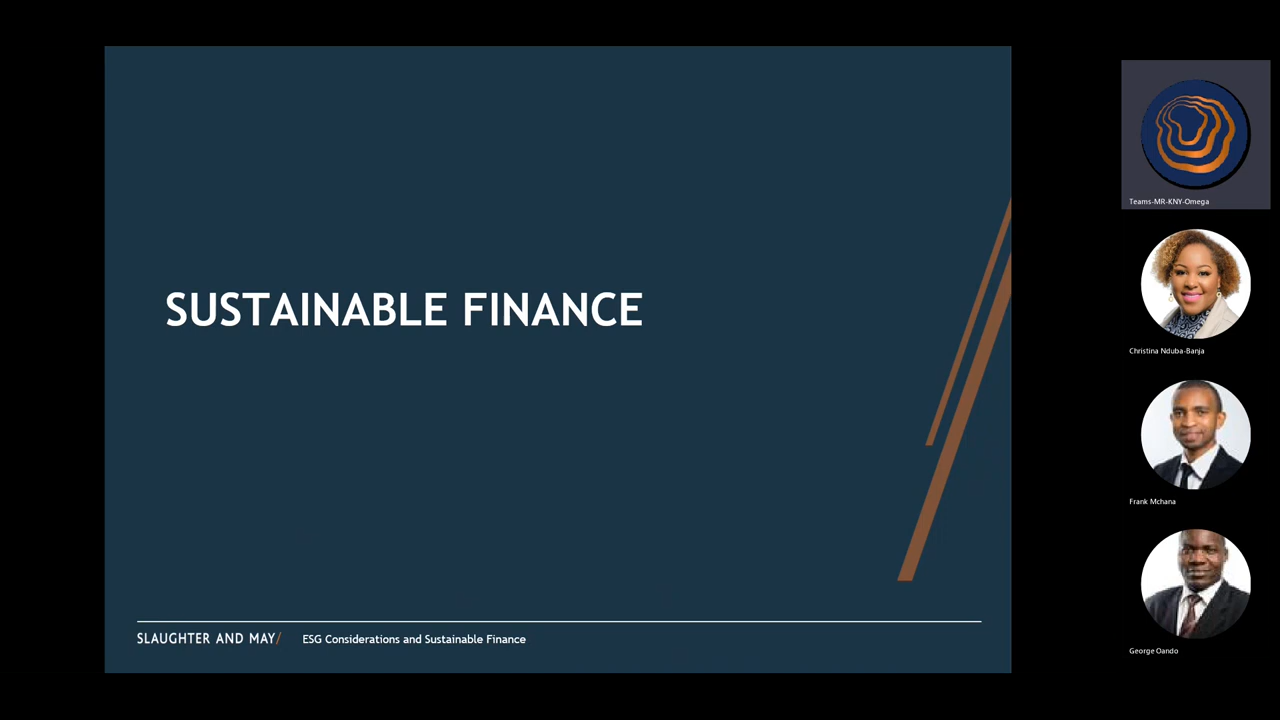 SUSTAINABLE FINANCE
SLAUGHTER AND MAY/
ESG Considerations and Sustainable Finance
Teams-MR-KNY-Omega
Christina Nduba-Banja
Frank Mchana
George Oando